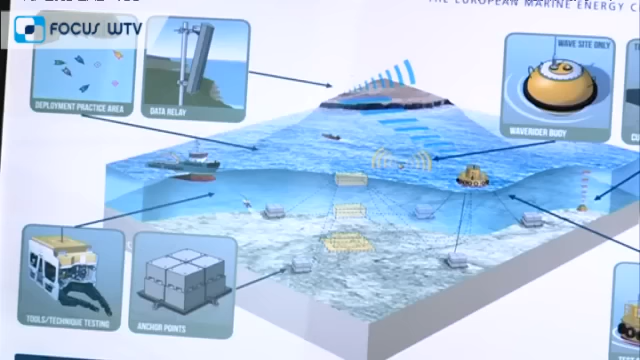 THE EUROPEAN MARINE ENERGY C
FOCUS WTV
DEPLOYMENT PRACTICE AREA
DATA RELAY
WAVE SITE ONLY
WAVERIDER BUOY
TOOLS/TECHNIQUE TESTING
ANCHOR POINTS